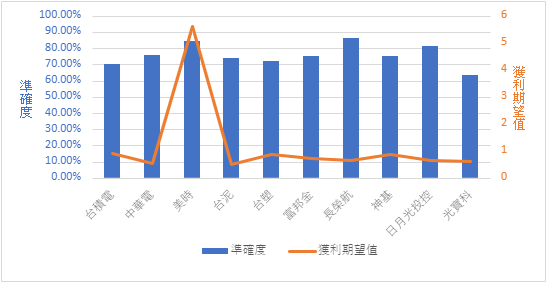 100.00%
90.00%
80.00%
70.00%
60.00%
50.00%
40.00%
30.00%
20.00%
10.00%
0.00%
準確度
6
5
4
3
2
1
0
獲利期望值
台積電
中華電
美時
台泥
台塑
富邦金
長榮航
神基
日月光投控
光寶科
準確度
獲利期望值